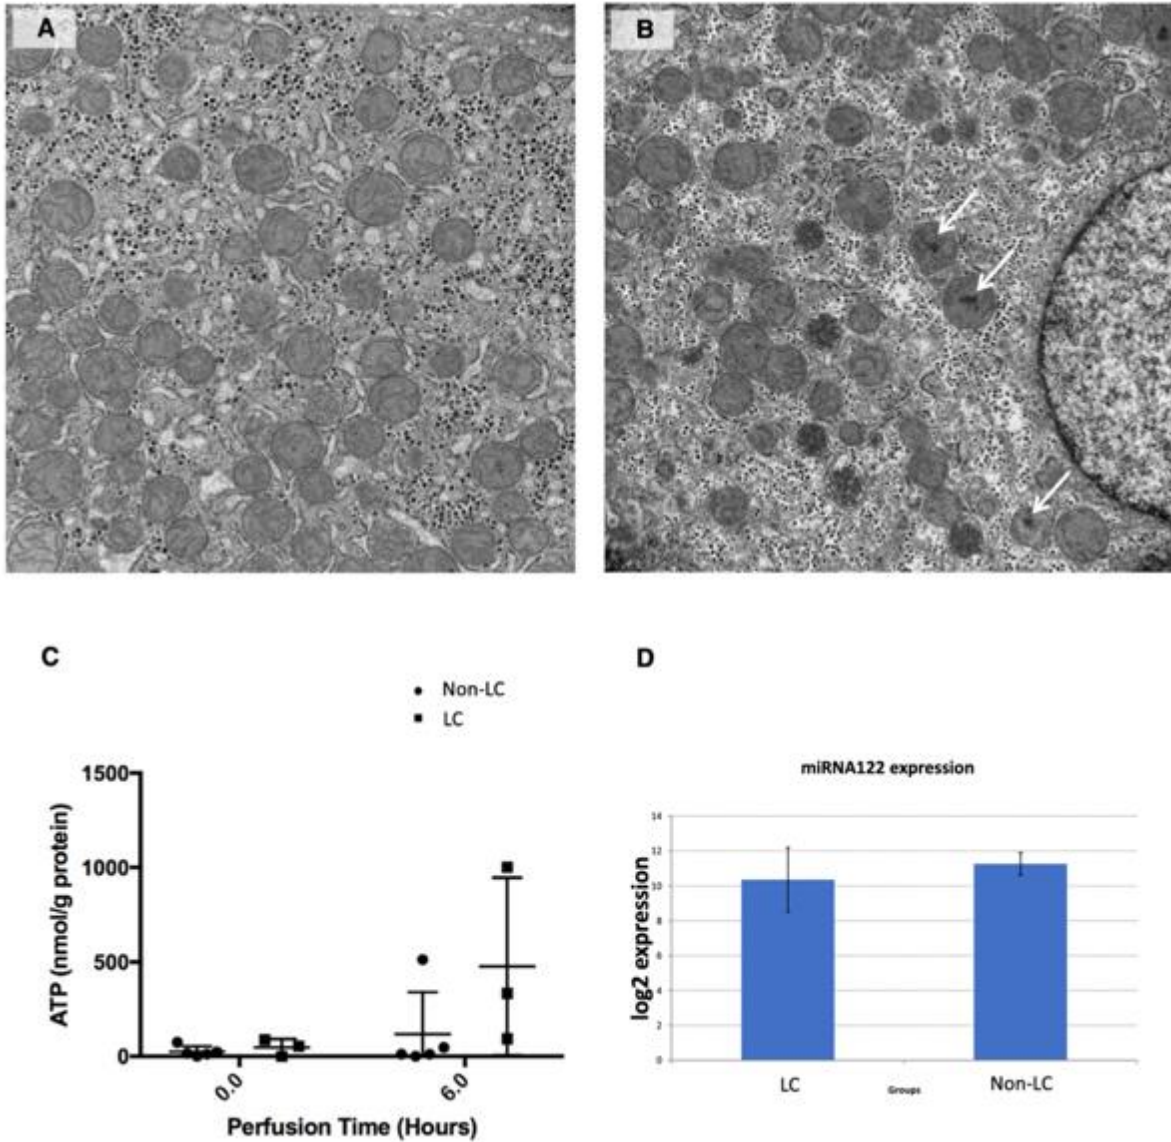 A
B
C
Non-LC
LC
ATP (nmol/g protein)
1500
1000
500
0
0.0
6.0
Perfusion Time (Hours)
D
miRNA122 expression
log2 expression
14
12
10
8
6
4
2
0
LC
Groups
Non-LC